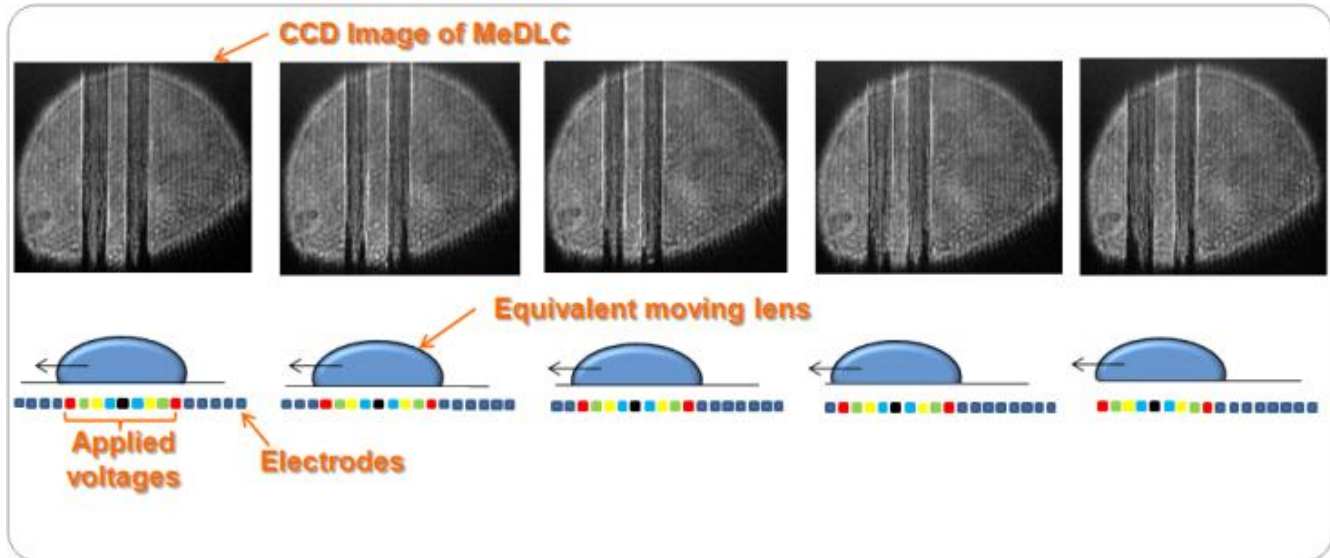 CCD Image of MeDLC
Equivalent moving lens
Applied
voltages
Electrodes